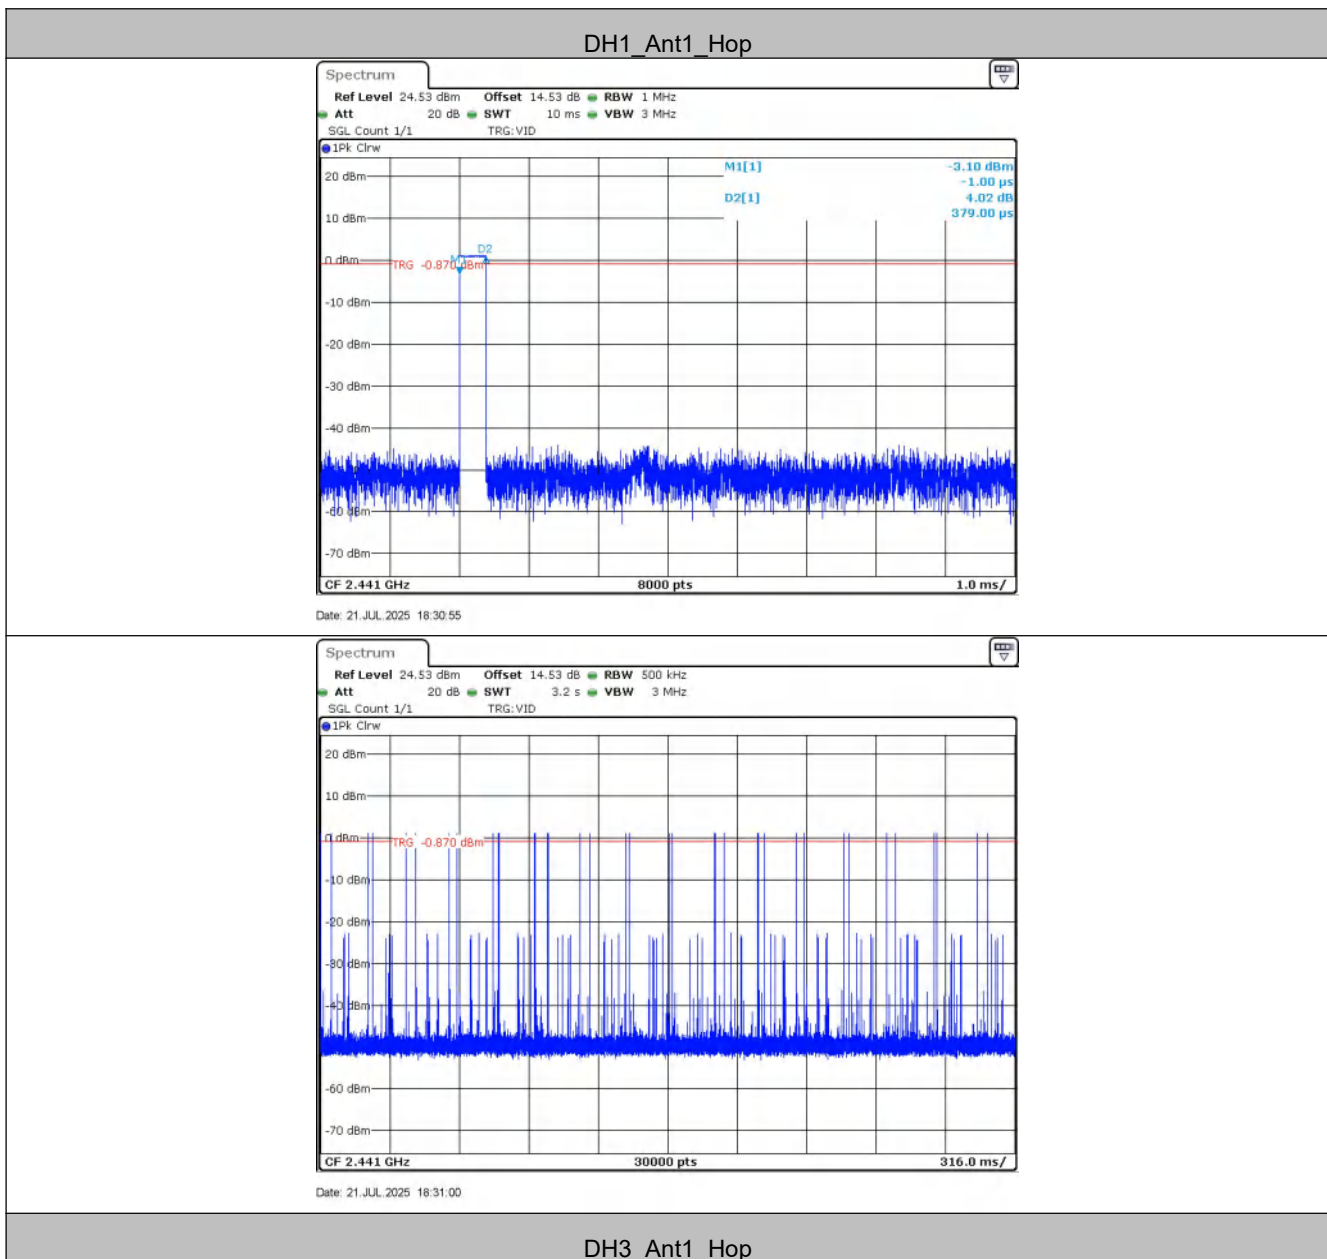 DH1_Ant1_Hop
Spectrum
Ref Level 24.53 dBm Offset 14.53 dB RBW 1 MHz
Att 20 dB SWT 10 ms VBW 3 MHz
SGL Count 1/1 TRG:VID
1Pk Clrw
M1[1] -3.10 dBm
-1.00 µs
D2[1] 4.02 dB
379.00 µs
20 dBm
10 dBm
D2
0 dBm
TRG -0.870 dBm
-10 dBm
-20 dBm
-30 dBm
-40 dBm
-60 dBm
-70 dBm
CF 2.441 GHz 8000 pts 1.0 ms/
Date: 21.JUL.2025 18:30:55
Spectrum
Ref Level 24.53 dBm Offset 14.53 dB RBW 500 kHz
Att 20 dB SWT 3.2 s VBW 3 MHz
SGL Count 1/1 TRG:VID
1Pk Clrw
20 dBm
10 dBm
0 dBm
TRG -0.870 dBm
-10 dBm
-20 dBm
-30 dBm
-40 dBm
-60 dBm
-70 dBm
CF 2.441 GHz 30000 pts 316.0 ms/
Date: 21.JUL.2025 18:31:00
DH3_Ant1_Hop